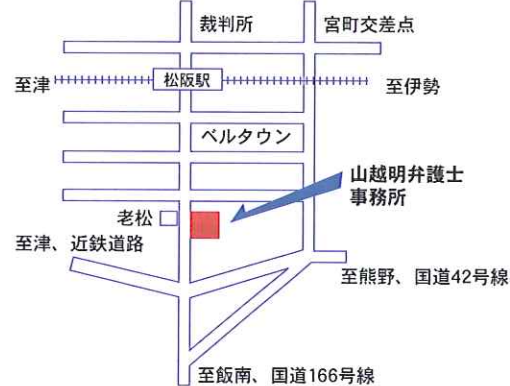 裁判所
宮町交差点
至津
松阪駅
至伊勢
ベルタウン
山越明弁護士
事務所
老松
至津、近鉄道路
至熊野、国道42号線
至飯南、国道166号線